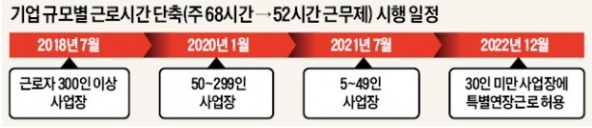 기업 규모별 근로시간 단축(주 68시간→52시간 근무제) 시행 일정
2018년 7월
2020년 1월
2021년 7월
2022년 12월
근로자 300인 이상
사업장
50~299인
사업장
5~49인
사업장
30인 미만 사업장에
특별연장근로 허용